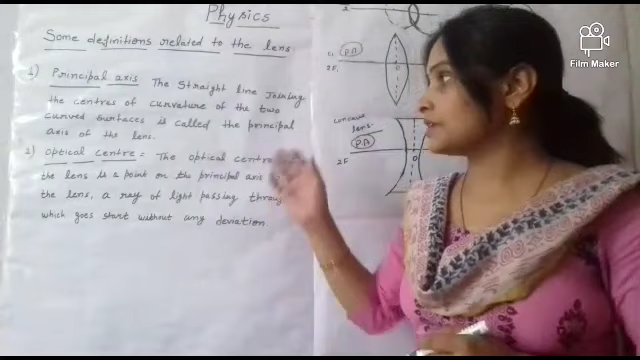 Physics
Some definitions related to the lens.
1) Principal axis The straight line Joining
the centres of curvature of the two
curved surfaces is called the principal
axis of the lens.
2) optical centre = The optical centre
the lens is a point on the principal axis
the lens, a ray of light passing through
which goes start without any deviation.
P.A
2F
O
concave
lens.
P.A
2F
O
Film Maker